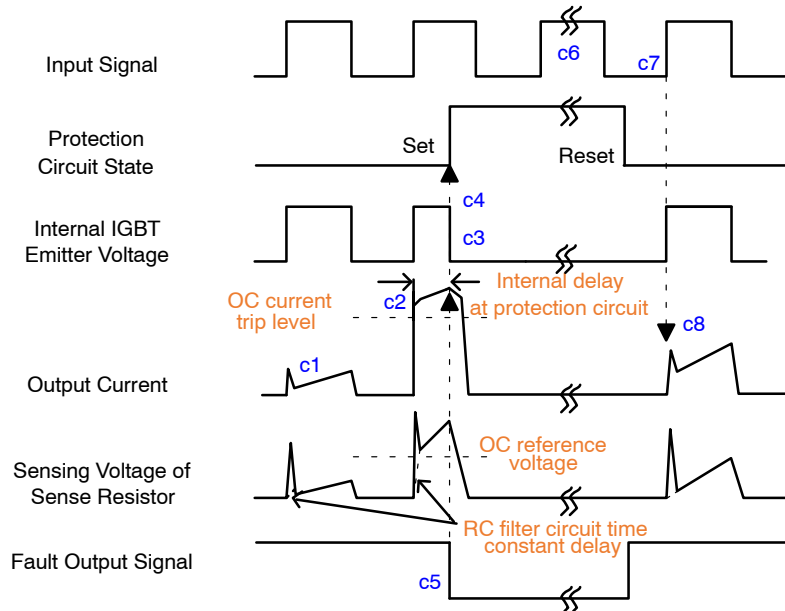 Input Signal
c6
c7
Protection
Circuit State
Set
Reset
Internal IGBT
Emitter Voltage
c4
c3
OC current
trip level
c2
Internal delay
at protection circuit
c8
Output Current
c1
Sensing Voltage of
Sense Resistor
OC reference
voltage
RC filter circuit time
constant delay
Fault Output Signal
c5